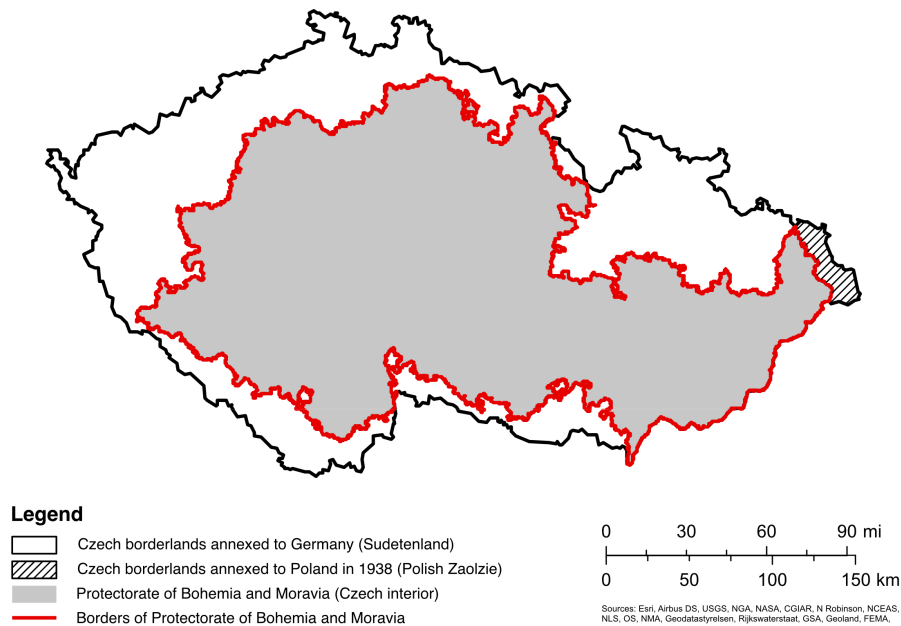 Legend
Czech borderlands annexed to Germany (Sudetenland)
Czech borderlands annexed to Poland in 1938 (Polish Zaolzie)
Protectorate of Bohemia and Moravia (Czech interior)
Borders of Protectorate of Bohemia and Moravia
0 30 60 90 mi
0 50 100 150 km
Sources: Esri, Airbus DS, USGS, NGA, NASA, CGIAR, N Robinson, NCEAS,
NLS, OS, NMA, Geodatastyrelsen, Rijkswaterstaat, GSA, Geoland, FEMA,